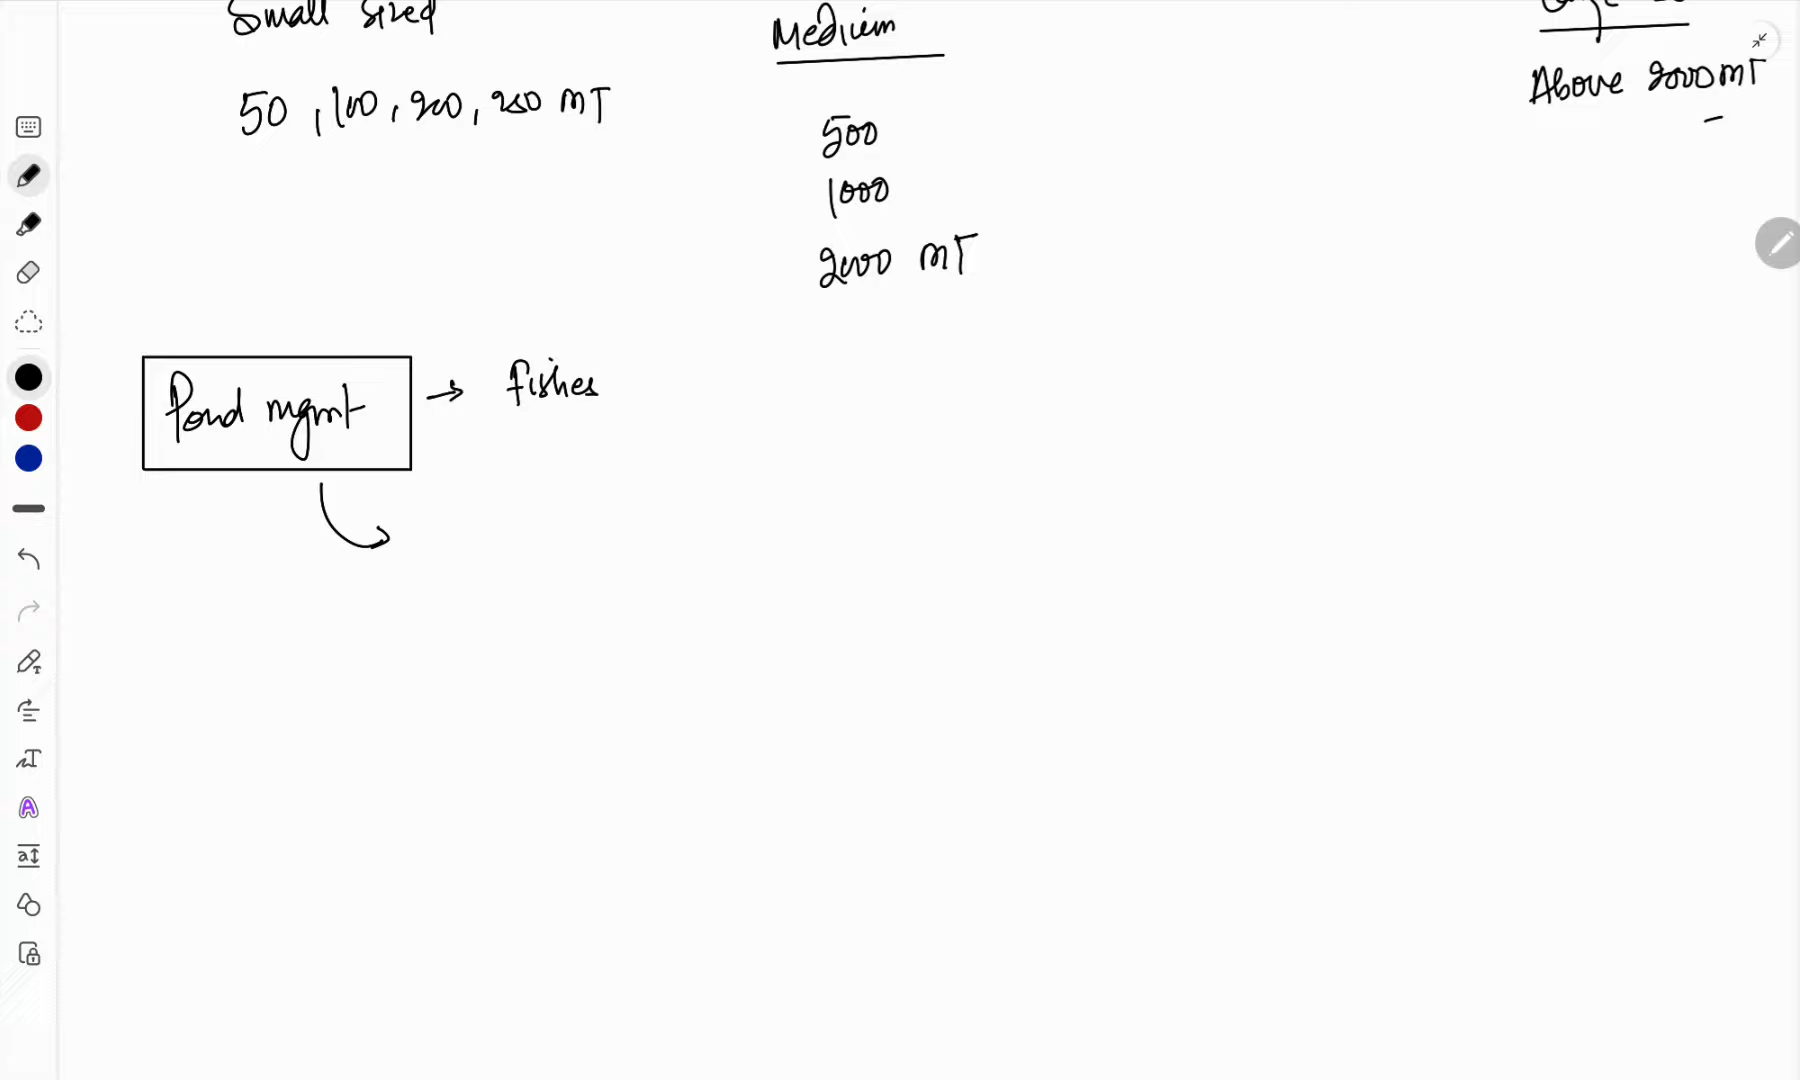 Small sized
50, 100, 200, 250 MT
Medium
500
1000
2000 MT
Above 2000 MT
Pond mgmt → fishes